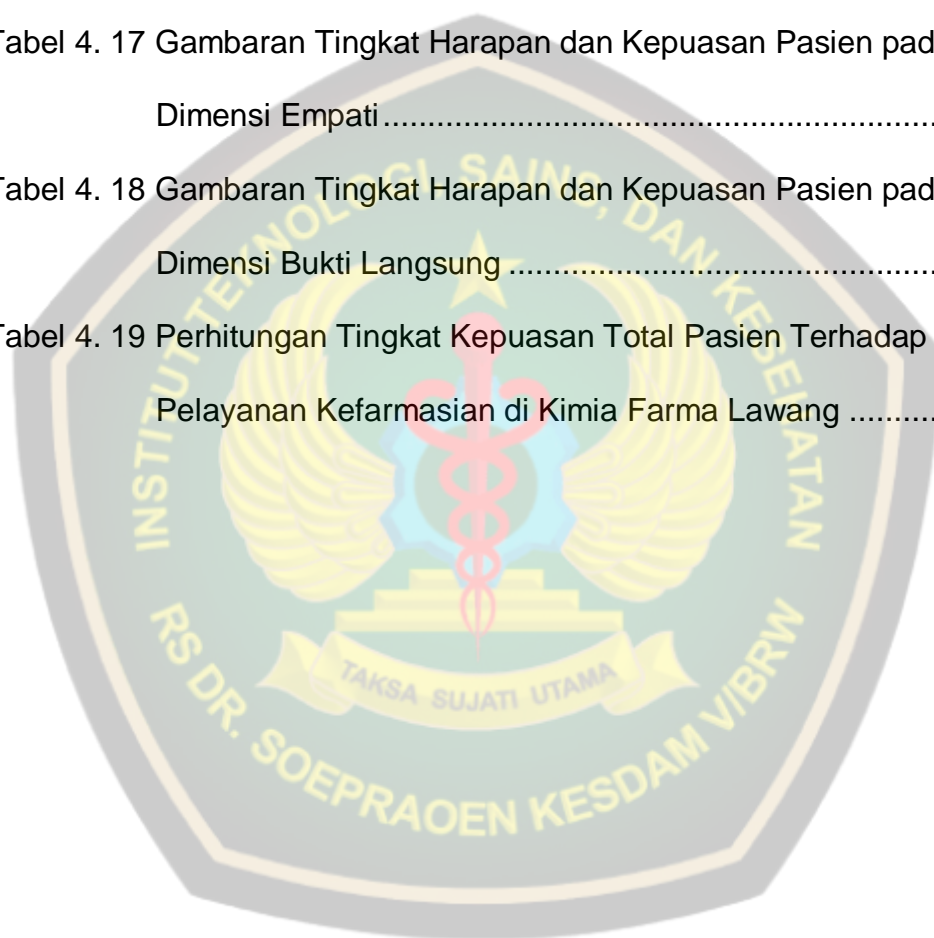 Tabel 4. 17 Gambaran Tingkat Harapan dan Kepuasan Pasien pad
Dimensi Empati................................................................
Tabel 4. 18 Gambaran Tingkat Harapan dan Kepuasan Pasien pad
Dimensi Bukti Langsung ................................................
Tabel 4. 19 Perhitungan Tingkat Kepuasan Total Pasien Terhadap
Pelayanan Kefarmasian di Kimia Farma Lawang ..........
INSTITUT TEKNOLOGI, SAINS, DAN KESEHATAN
TAKSA SUJATI UTAMA
RS DR. SOEPRAOEN KESDAM V/BRW